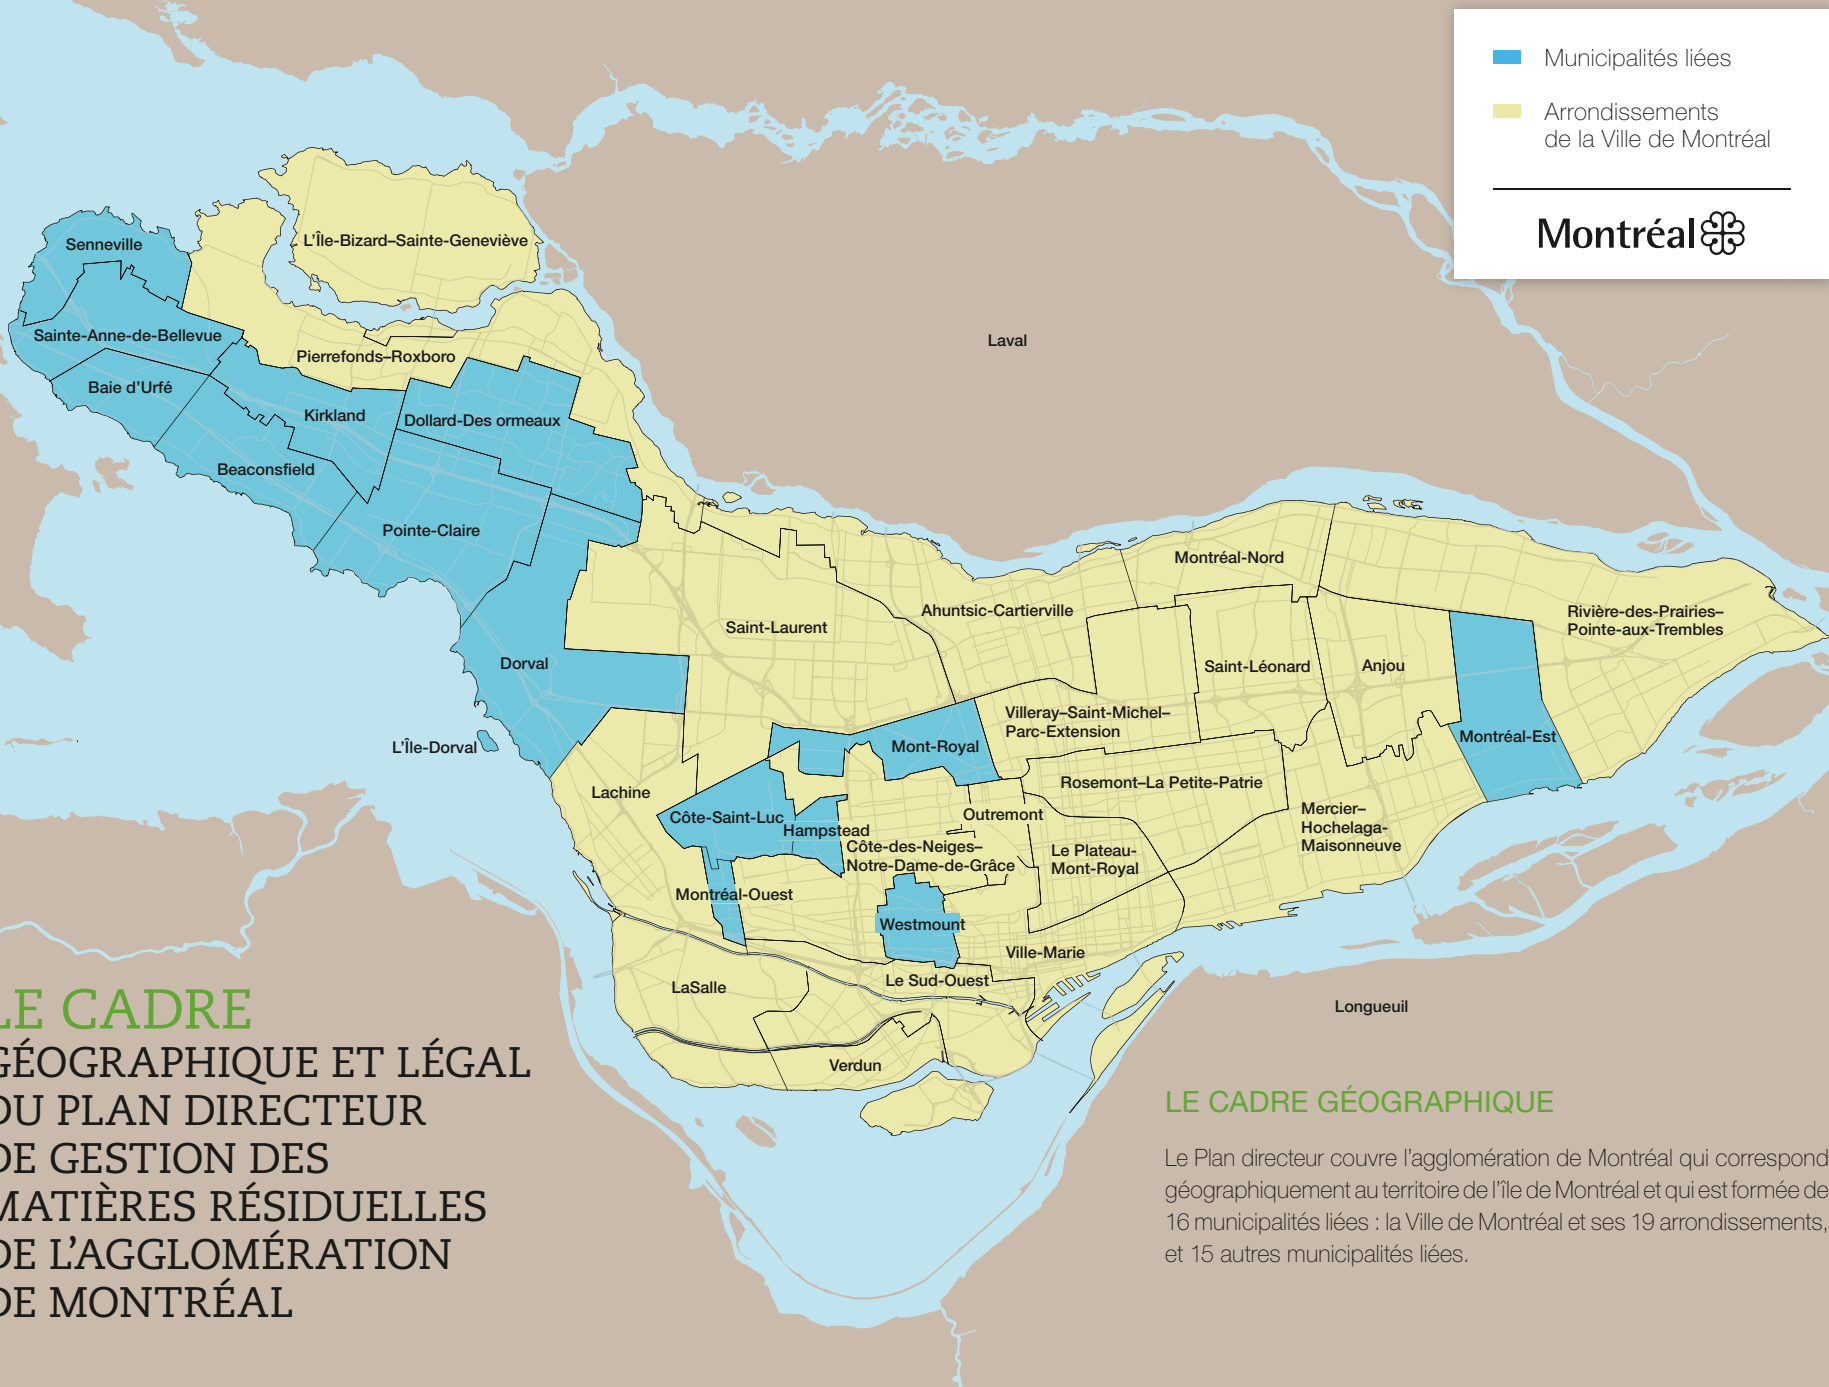 Municipalités liées
Arrondissements
de la Ville de Montréal
Montréal
Senneville
L'Île-Bizard–Sainte-Geneviève
Sainte-Anne-de-Bellevue
Pierrefonds–Roxboro
Baie d'Urfé
Kirkland
Dollard-Des ormeaux
Beaconsfield
Pointe-Claire
Laval
Montréal-Nord
Ahuntsic-Cartierville
Rivière-des-Prairies–
Pointe-aux-Trembles
Saint-Laurent
Dorval
Saint-Léonard
Anjou
Villeray–Saint-Michel–
Parc-Extension
L'Île-Dorval
Mont-Royal
Montréal-Est
Lachine
Rosemont–La Petite-Patrie
Côte-Saint-Luc
Hampstead
Outremont
Mercier–
Hochelaga-
Maisonneuve
Côte-des-Neiges–
Notre-Dame-de-Grâce
Le Plateau-
Mont-Royal
Montréal-Ouest
Westmount
Ville-Marie
LaSalle
Le Sud-Ouest
Longueuil
Verdun
LE CADRE
GÉOGRAPHIQUE ET LÉGAL
DU PLAN DIRECTEUR
DE GESTION DES
MATIÈRES RÉSIDUELLES
DE L'AGGLOMÉRATION
DE MONTRÉAL
LE CADRE GÉOGRAPHIQUE
Le Plan directeur couvre l'agglomération de Montréal qui correspond
géographiquement au territoire de l'île de Montréal et qui est formée de
16 municipalités liées : la Ville de Montréal et ses 19 arrondissements,
et 15 autres municipalités liées.